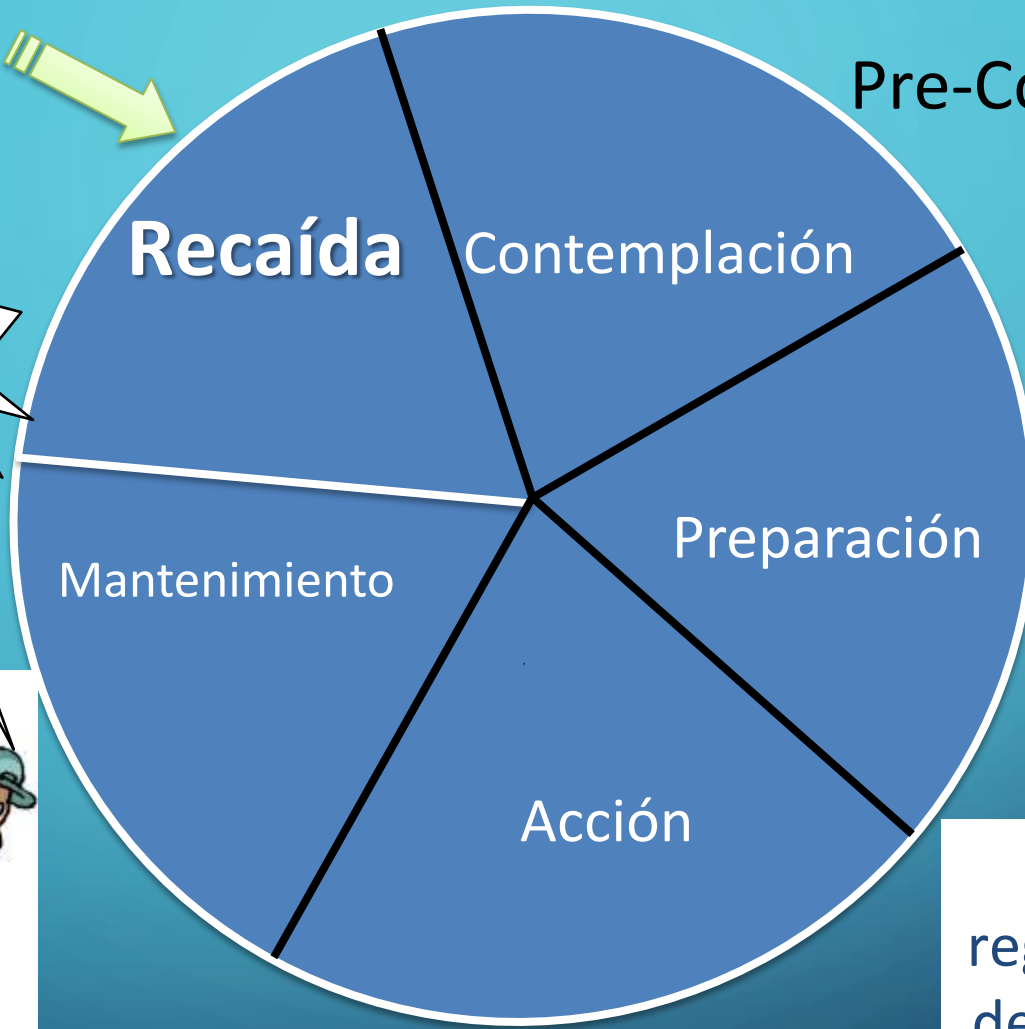 Pre-Co
Recaída
Contemplación
Preparación
Mantenimiento
Acción
reg
de